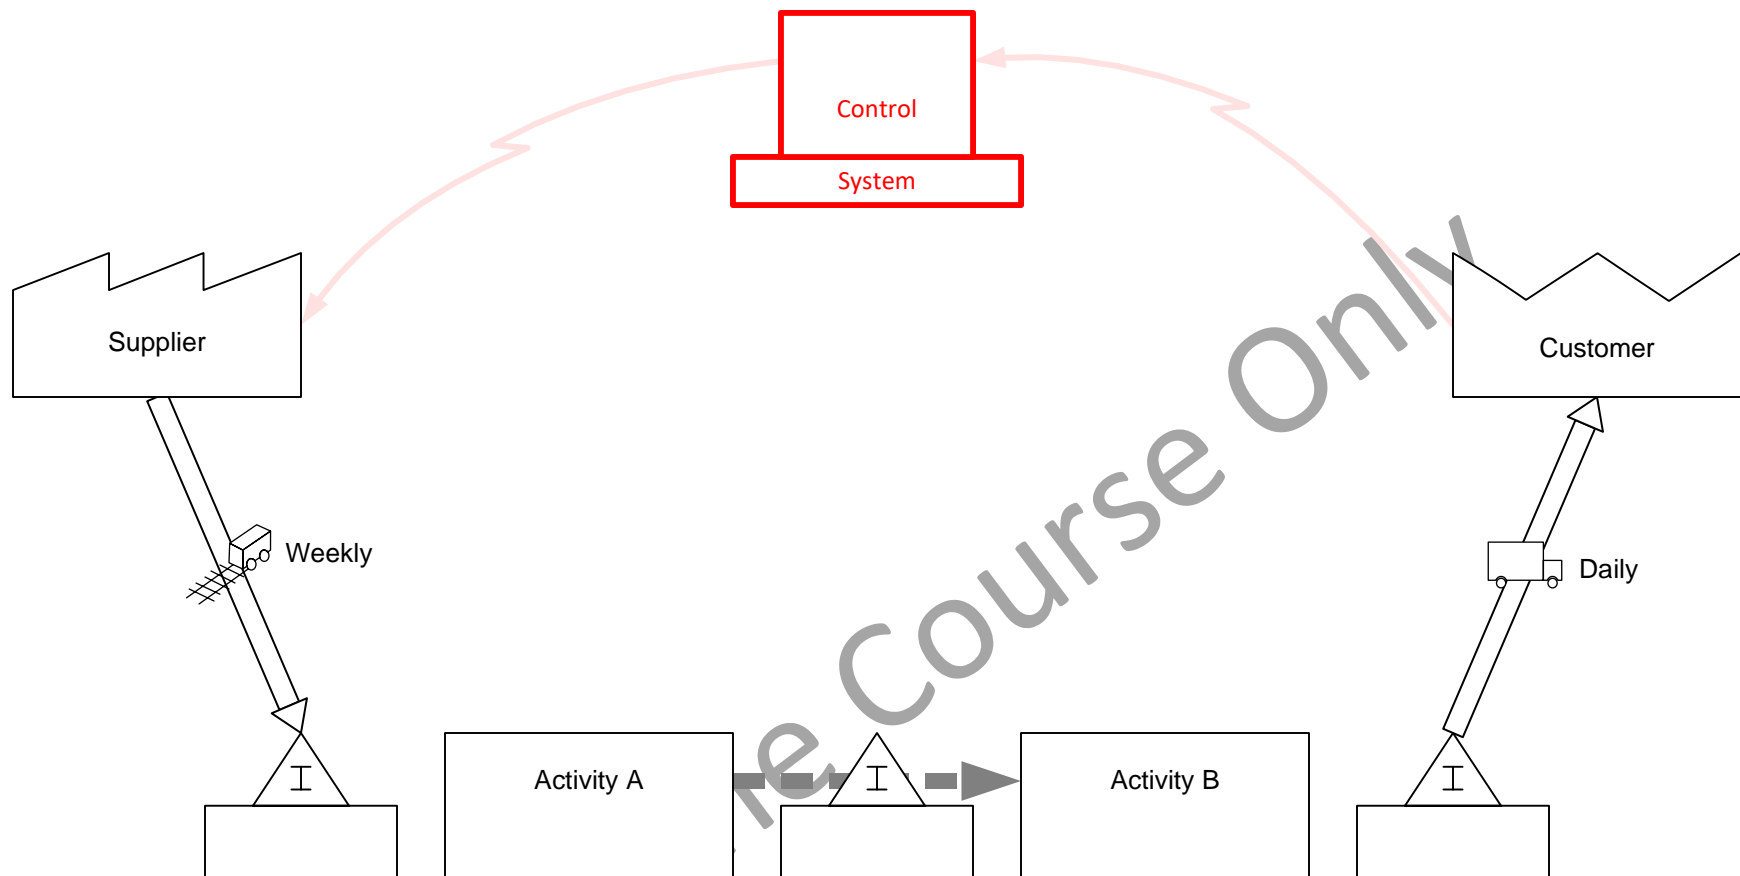 Control
System
Supplier
Customer
Weekly
Daily
Course Only
I
Activity A
I
Activity B
I